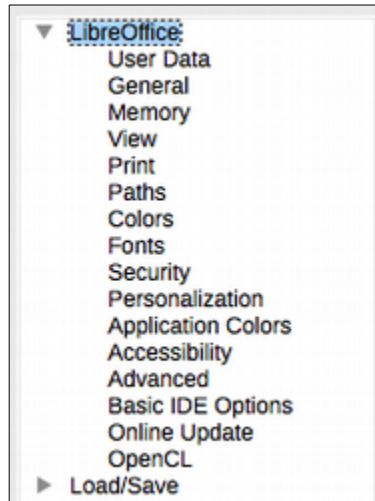 LibreOffice
User Data
General
Memory
View
Print
Paths
Colors
Fonts
Security
Personalization
Application Colors
Accessibility
Advanced
Basic IDE Options
Online Update
OpenCL
Load/Save